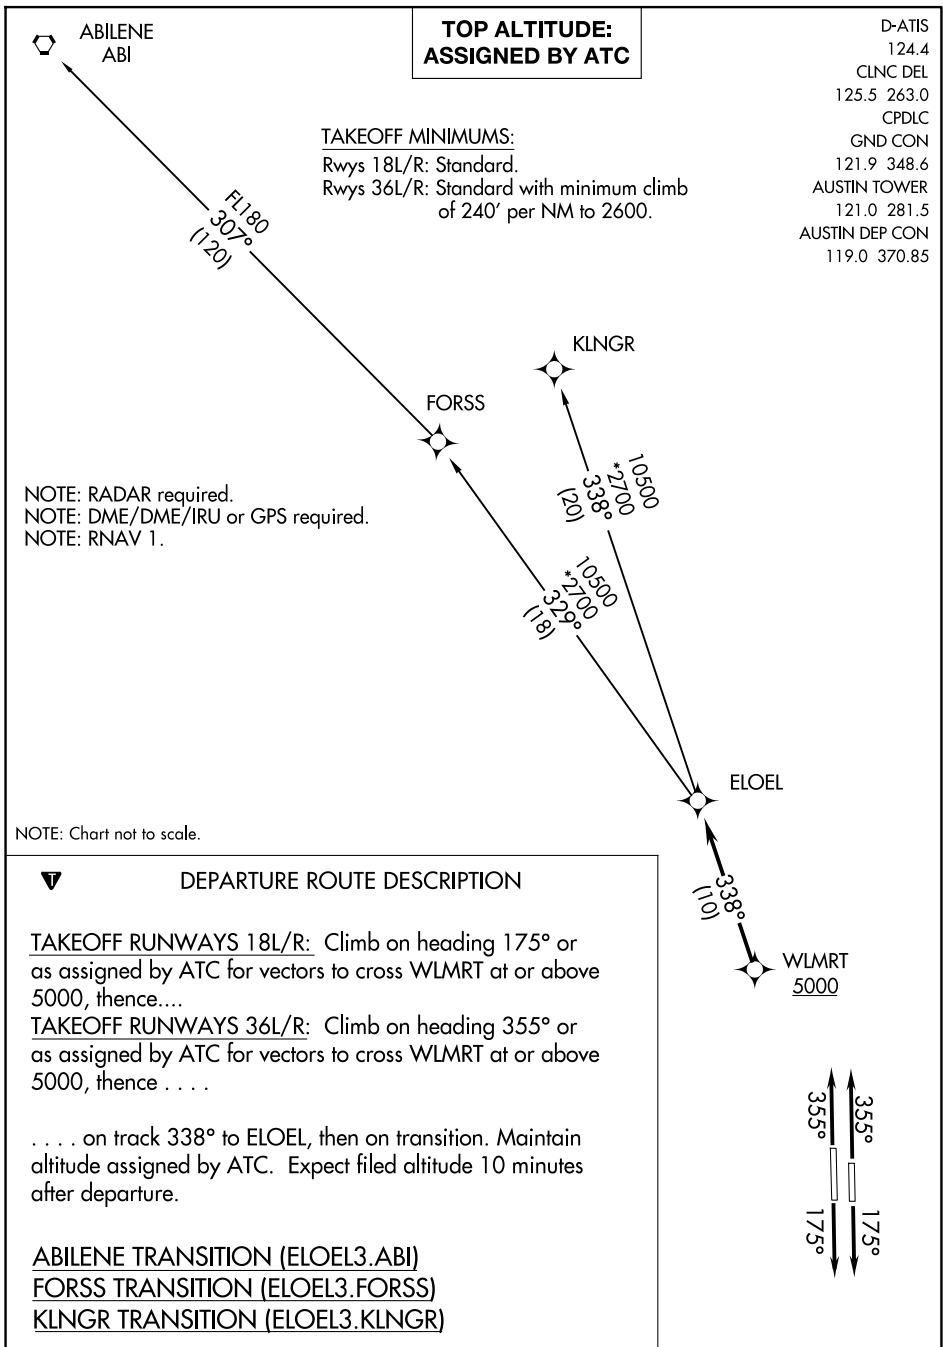 ABILENE
ABI
TOP ALTITUDE:
ASSIGNED BY ATC
D-ATIS
124.4
CLNC DEL
125.5 263.0
CPDLC
GND CON
121.9 348.6
AUSTIN TOWER
121.0 281.5
AUSTIN DEP CON
119.0 370.85
TAKEOFF MINIMUMS:
Rwys 18L/R: Standard.
Rwys 36L/R: Standard with minimum climb
of 240' per NM to 2600.
FL180
307°
(120)
KLNGR
FORSS
10500
*2700
338°
(20)
NOTE: RADAR required.
NOTE: DME/DME/IRU or GPS required.
NOTE: RNAV 1.
10500
*2700
329°
(18)
ELOEL
NOTE: Chart not to scale.
338°
(10)
WLMRT
5000
T
DEPARTURE ROUTE DESCRIPTION
TAKEOFF RUNWAYS 18L/R: Climb on heading 175° or
as assigned by ATC for vectors to cross WLMRT at or above
5000, thence....
TAKEOFF RUNWAYS 36L/R: Climb on heading 355° or
as assigned by ATC for vectors to cross WLMRT at or above
5000, thence . . . .
. . . . on track 338° to ELOEL, then on transition. Maintain
altitude assigned by ATC. Expect filed altitude 10 minutes
after departure.
ABILENE TRANSITION (ELOEL3.ABI)
FORSS TRANSITION (ELOEL3.FORSS)
KLNGR TRANSITION (ELOEL3.KLNGR)
355°
355°
175°
175°